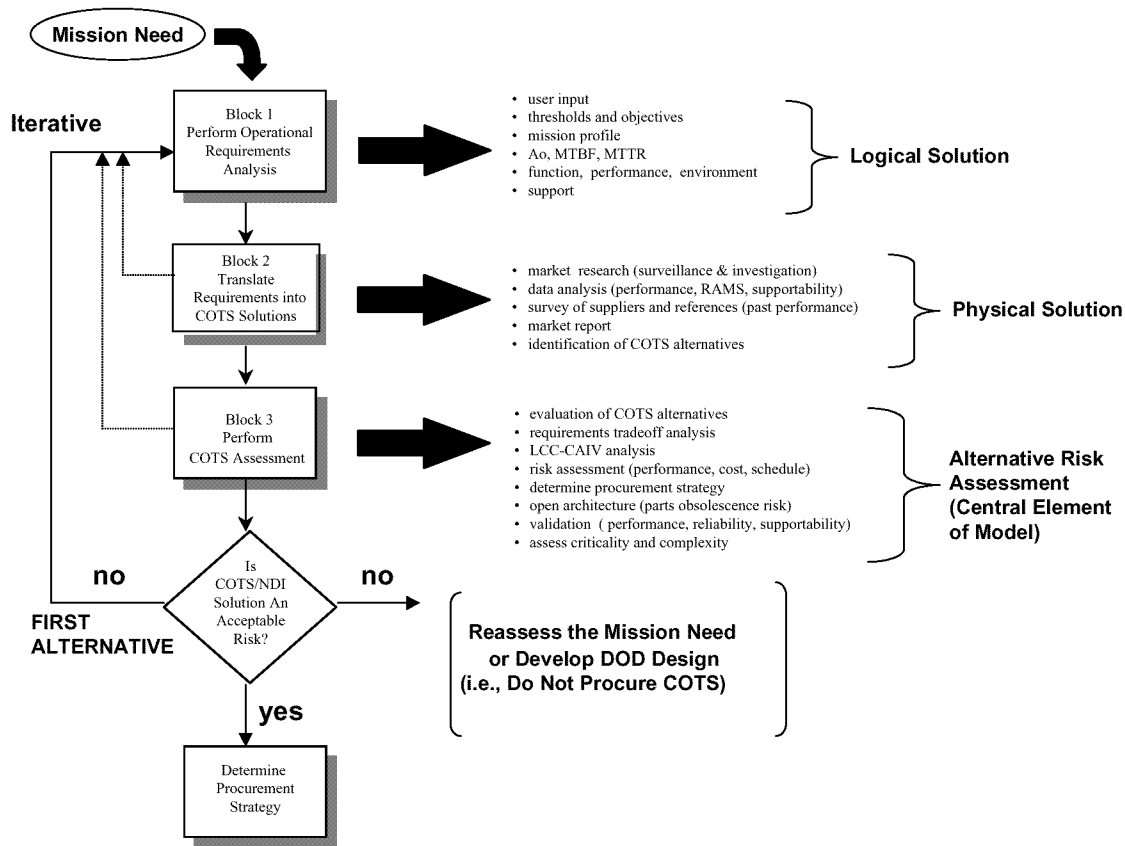 Mission Need
Iterative
Block 1
Perform Operational
Requirements
Analysis
• user input
• thresholds and objectives
• mission profile
• Ao, MTBF, MTTR
• function, performance, environment
• support
Logical Solution
Block 2
Translate
Requirements into
COTS Solutions
• market research (surveillance & investigation)
• data analysis (performance, RAMS, supportability)
• survey of suppliers and references (past performance)
• market report
• identification of COTS alternatives
Physical Solution
Block 3
Perform
COTS Assessment
• evaluation of COTS alternatives
• requirements tradeoff analysis
• LCC-CAIV analysis
• risk assessment (performance, cost, schedule)
• determine procurement strategy
• open architecture (parts obsolescence risk)
• validation ( performance, reliability, supportability)
• assess criticality and complexity
Alternative Risk
Assessment
(Central Element
of Model)
Is
COTS/NDI
Solution An
Acceptable
Risk?
no
FIRST
ALTERNATIVE
no
Reassess the Mission Need
or Develop DOD Design
(i.e., Do Not Procure COTS)
yes
Determine
Procurement
Strategy